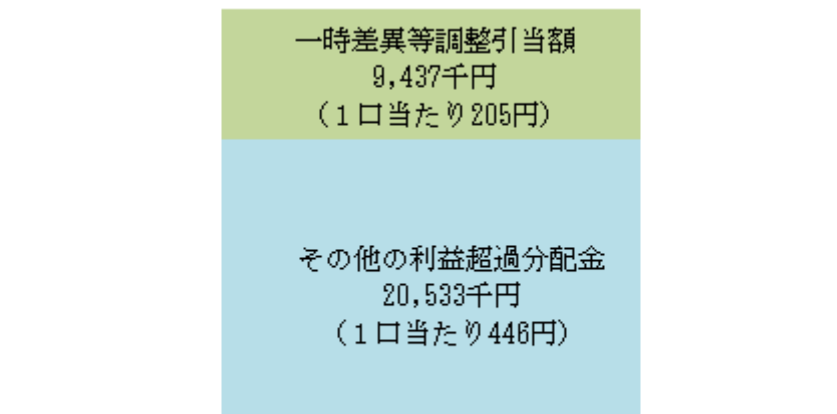 一時差異等調整引当額
9,437千円
（１口当たり205円）
その他の利益超過分配金
20,533千円
（１口当たり446円）